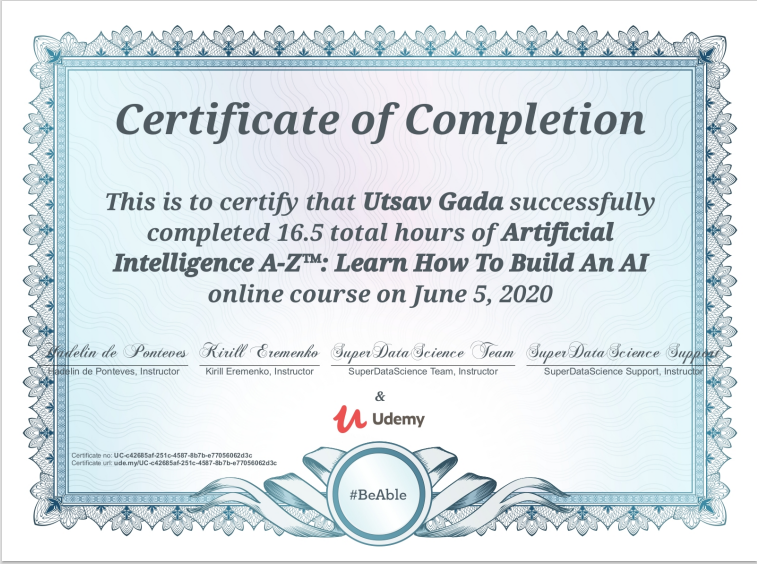 Certificate of Completion
This is to certify that Utsav Gada successfully
completed 16.5 total hours of Artificial
Intelligence A-Z™: Learn How To Build An AI
online course on June 5, 2020
Hadelin de Ponteves Kirill Eremenko SuperDataScience Team SuperDataScience Support
Hadelin de Ponteves, Instructor Kirill Eremenko, Instructor SuperDataScience Team, Instructor SuperDataScience Support, Instructor
&
Udemy
Certificate no: UC-c42685af-251c-4587-8b7b-e77056062d3c
Certificate url: ude.my/UC-c42685af-251c-4587-8b7b-e77056062d3c
#BeAble